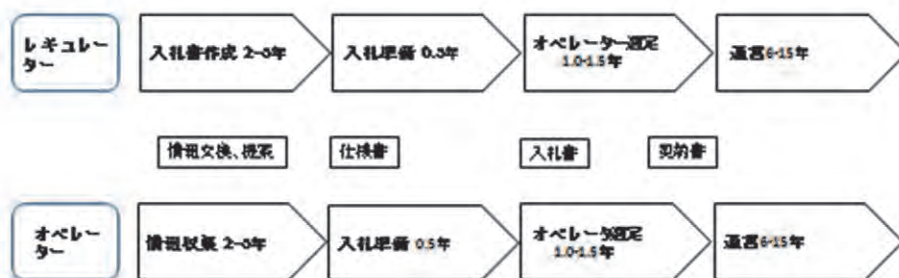 レギュレー
ター
入札書作成 2-3年
入札準備 0.5年
オペレーター選定
1.0-1.5年
運営6-15年
情報交換、提案
仕様書
入札書
契約書
オペレー
ター
情報収集 2-3年
入札準備 0.5年
オペレータ選定
1.0-1.5年
運営6-15年